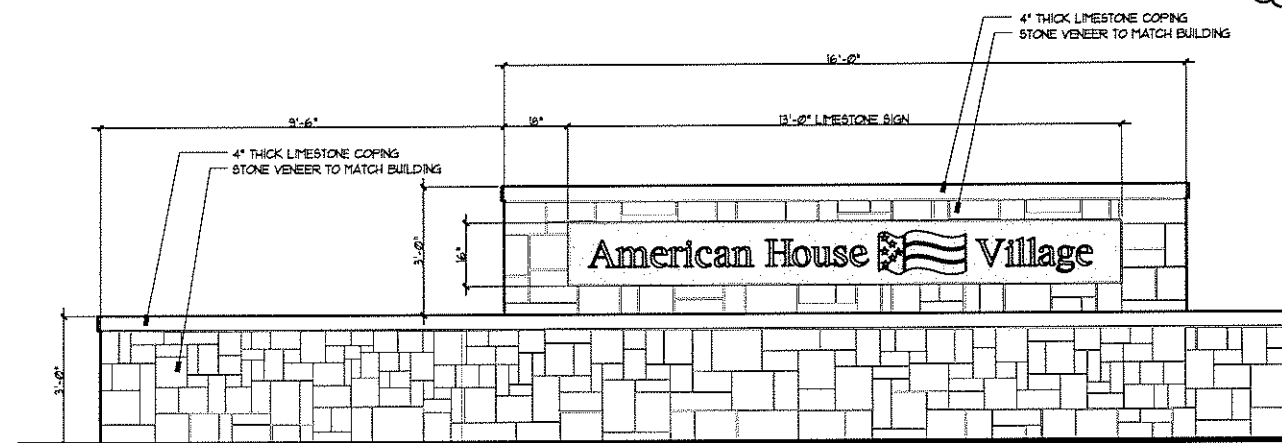 4" THICK LIMESTONE COPING
STONE VENEER TO MATCH BUILDING
16'-0"
9'-6"
18"
13'-0" LIMESTONE SIGN
4" THICK LIMESTONE COPING
STONE VENEER TO MATCH BUILDING
3'-0"
16"
American House Village
3'-0"